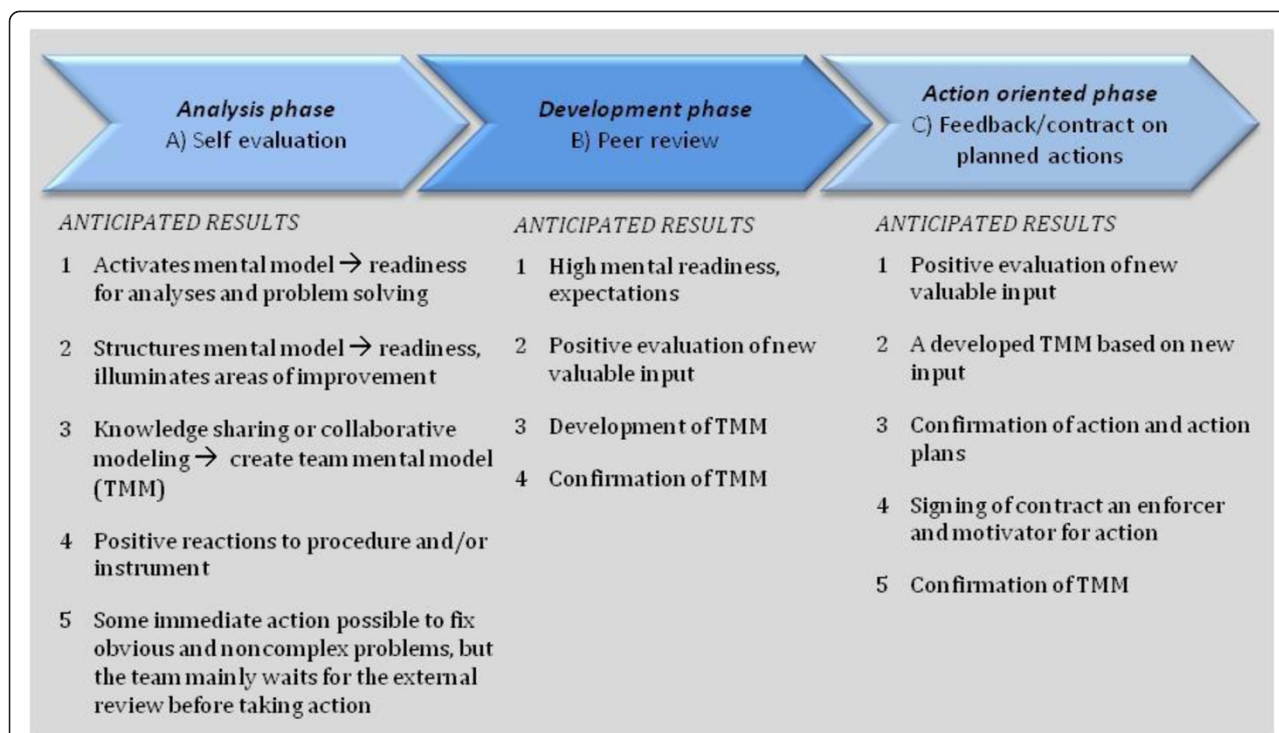 Analysis phase
A) Self evaluation
Development phase
B) Peer review
Action oriented phase
C) Feedback/contract on
planned actions
ANTICIPATED RESULTS
1 Activates mental model → readiness
for analyses and problem solving
2 Structures mental model → readiness,
illuminates areas of improvement
3 Knowledge sharing or collaborative
modeling → create team mental model
(TMM)
4 Positive reactions to procedure and/or
instrument
5 Some immediate action possible to fix
obvious and noncomplex problems, but
the team mainly waits for the external
review before taking action
ANTICIPATED RESULTS
1 High mental readiness,
expectations
2 Positive evaluation of new
valuable input
3 Development of TMM
4 Confirmation of TMM
ANTICIPATED RESULTS
1 Positive evaluation of new
valuable input
2 A developed TMM based on new
input
3 Confirmation of action and action
plans
4 Signing of contract an enforcer
and motivator for action
5 Confirmation of TMM